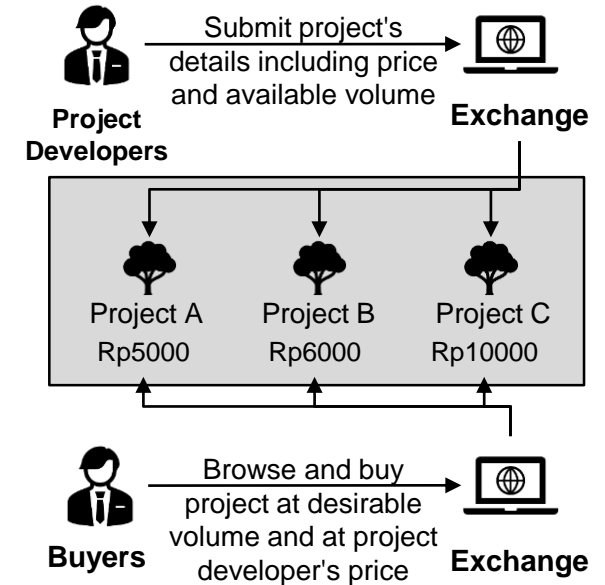 Submit project's
details including price
and available volume
Project
Developers
Exchange
Project A
Rp5000
Project B
Rp6000
Project C
Rp10000
Browse and buy
project at desirable
volume and at project
developer's price
Buyers
Exchange